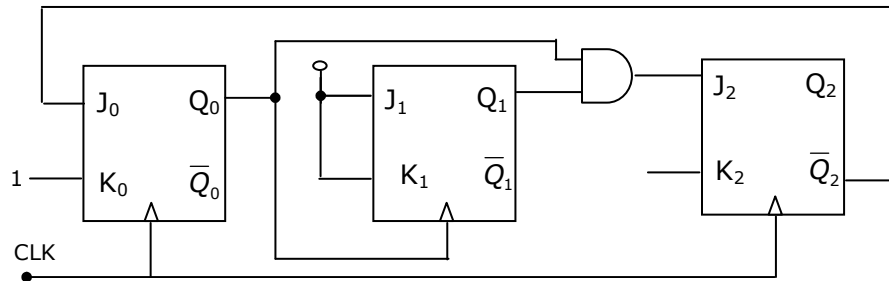 J₀ Q₀
K₀ Q̅₀
1
J₁ Q₁
K₁ Q̅₁
J₂ Q₂
K₂ Q̅₂
CLK